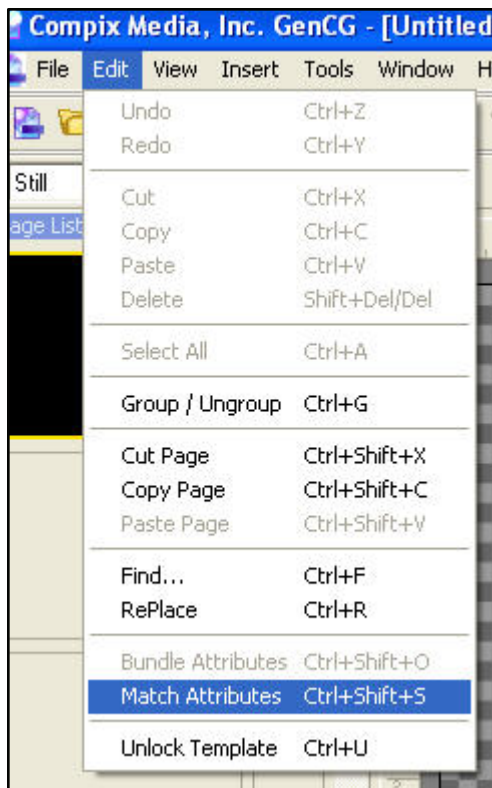 Compix Media, Inc. GenCG - [Untitled
File Edit View Insert Tools Window H
Still
age List
Undo Ctrl+Z
Redo Ctrl+Y
Cut Ctrl+X
Copy Ctrl+C
Paste Ctrl+V
Delete Shift+Del/Del
Select All Ctrl+A
Group / Ungroup Ctrl+G
Cut Page Ctrl+Shift+X
Copy Page Ctrl+Shift+C
Paste Page Ctrl+Shift+V
Find... Ctrl+F
RePlace Ctrl+R
Bundle Attributes Ctrl+Shift+O
Match Attributes Ctrl+Shift+S
Unlock Template Ctrl+U